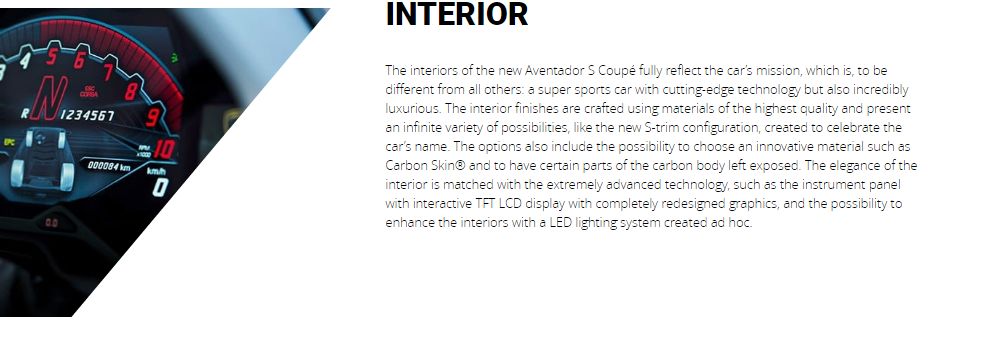 INTERIOR
The interiors of the new Aventador S Coupé fully reflect the car's mission, which is, to be
different from all others: a super sports car with cutting-edge technology but also incredibly
luxurious. The interior finishes are crafted using materials of the highest quality and present
an infinite variety of possibilities, like the new S-trim configuration, created to celebrate the
car's name. The options also include the possibility to choose an innovative material such as
Carbon Skin® and to have certain parts of the carbon body left exposed. The elegance of the
interior is matched with the extremely advanced technology, such as the instrument panel
with interactive TFT LCD display with completely redesigned graphics, and the possibility to
enhance the interiors with a LED lighting system created ad hoc.
3 4 5 6 7 8 9 10
ESC
CORSA
N
R N 1234567
EPC
RPM
x1000
000084 km
km/h
0
0.0